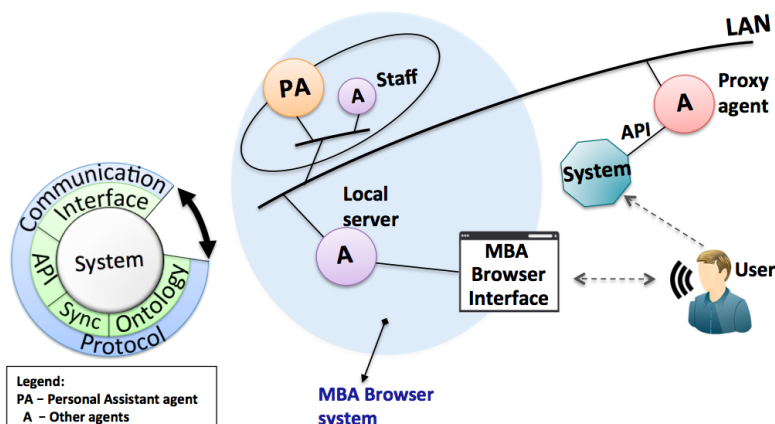 LAN
PA
A
Staff
A
Proxy
agent
API
System
Local
server
A
MBA
Browser
Interface
User
Communication
Interface
API
System
Sync
Ontology
Protocol
MBA Browser
system
Legend:
PA – Personal Assistant agent
A – Other agents